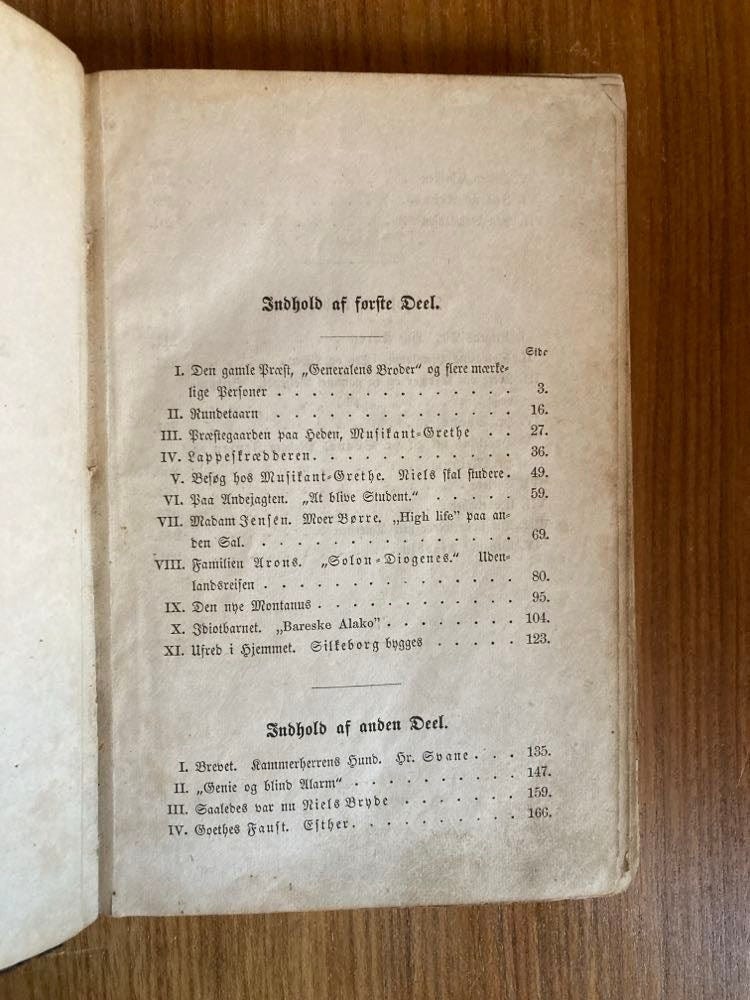 Indhold af første Deel.
Side
I. Den gamle Præst, „Generalens Broder“ og flere mærke-
lige Personer . . . . . . . . . . . . . . 3.
II. Rundetaarn . . . . . . . . . . . . . . 16.
III. Præstegaarden paa Heden, Musikant-Grethe . . 27.
IV. Lappeskrædderen. . . . . . . . . . . . 36.
V. Besøg hos Musikant-Grethe. Niels skal studere. 49.
VI. Paa Andejagten. „At blive Student.“ . . . . . 59.
VII. Madam Jensen. Moer Børre. „High life” paa an-
den Sal. . . . . . . . . . . . . . . . 69.
VIII. Familien Arons. „Solon-Diogenes.“ Uden-
landsreisen . . . . . . . . . . . . . . . 80.
IX. Den nye Montanus . . . . . . . . . . . . 95.
X. Idiotbarnet. „Bareske Alako” . . . . . . . . 104.
XI. Ufred i Hjemmet. Silkeborg bygges . . . . . 123.
Indhold af anden Deel.
I. Brevet. Kammerherrens Hund. Hr. Svane . . . 135.
II. „Genie og blind Alarm“ . . . . . . . . . . 147.
III. Saaledes var nu Niels Bryde . . . . . . . 159.
IV. Goethes Faust. Esther. . . . . . . . . . . 166.